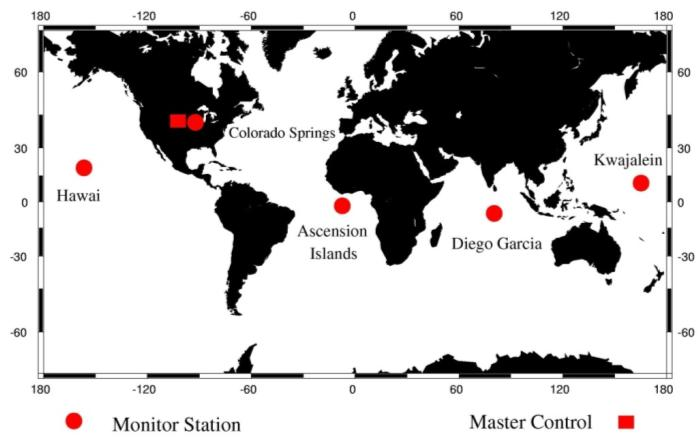 180 -120 -60 0 60 120 180
60 60
30 30
Colorado Springs
Kwajalein
Hawai
0 0
Ascension
Islands
Diego Garcia
-30 -30
-60 -60
180 -120 -60 0 60 120 180
Monitor Station Master Control